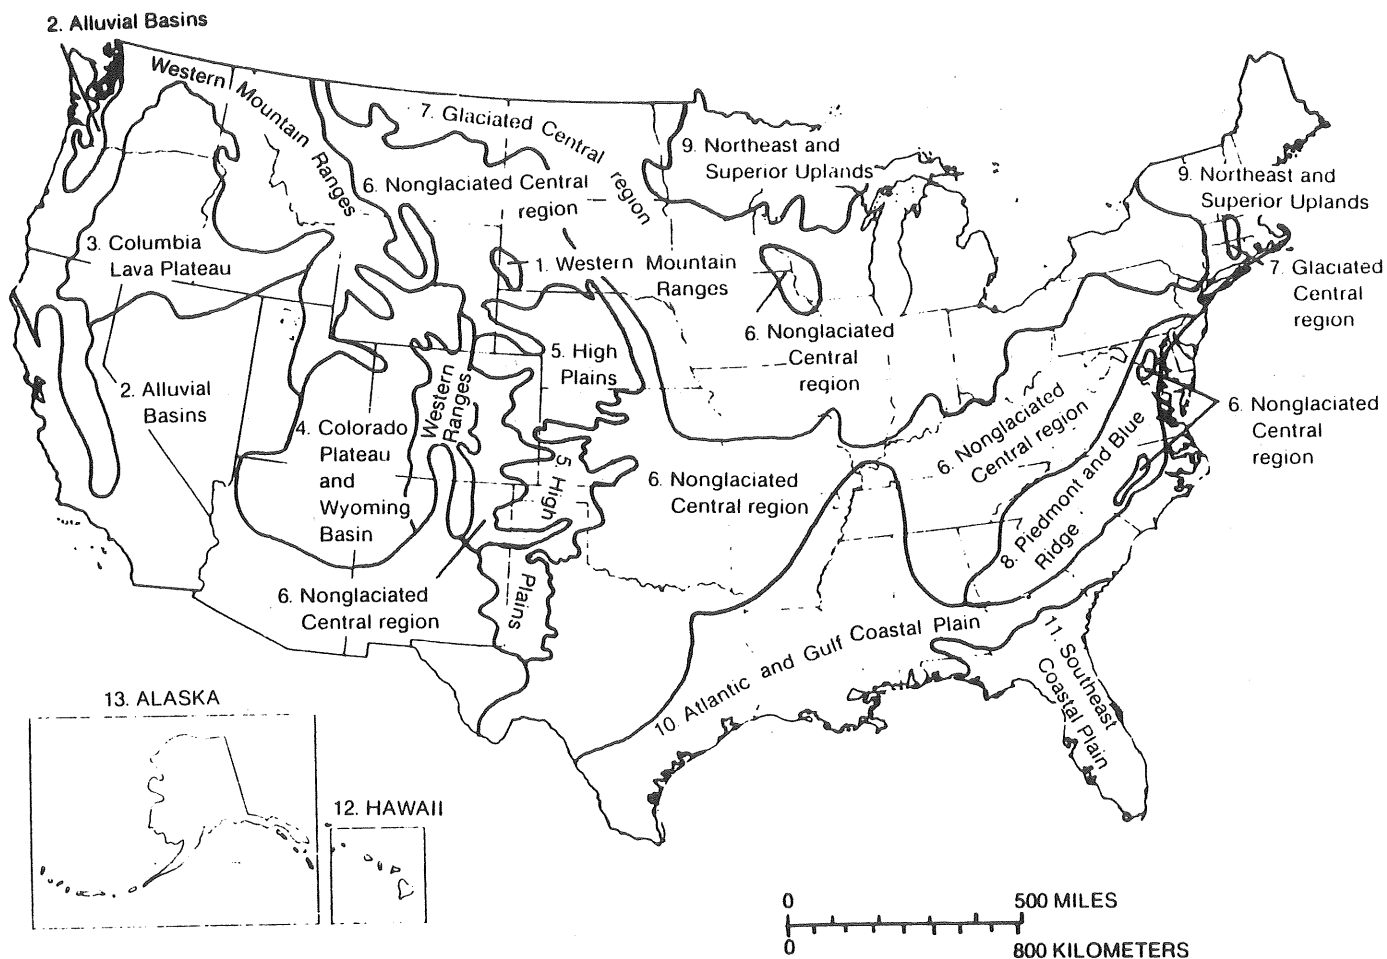 2. Alluvial Basins
Western Mountain Ranges
7. Glaciated Central region
9. Northeast and
Superior Uplands
6. Nonglaciated Central
region
9. Northeast and
Superior Uplands
3. Columbia
Lava Plateau
1. Western Mountain
Ranges
7. Glaciated
Central
region
6. Nonglaciated
Central
region
5. High
Plains
2. Alluvial
Basins
Western
Ranges
4. Colorado
Plateau
and
Wyoming
Basin
6. Nonglaciated
Central region
6. Nonglaciated
Central
region
5. High
Plains
6. Nonglaciated
Central region
8. Piedmont and Blue
Ridge
6. Nonglaciated
Central region
10. Atlantic and Gulf Coastal Plain
11. Southeast
Coastal Plain
13. ALASKA
12. HAWAII
0 500 MILES
0 800 KILOMETERS